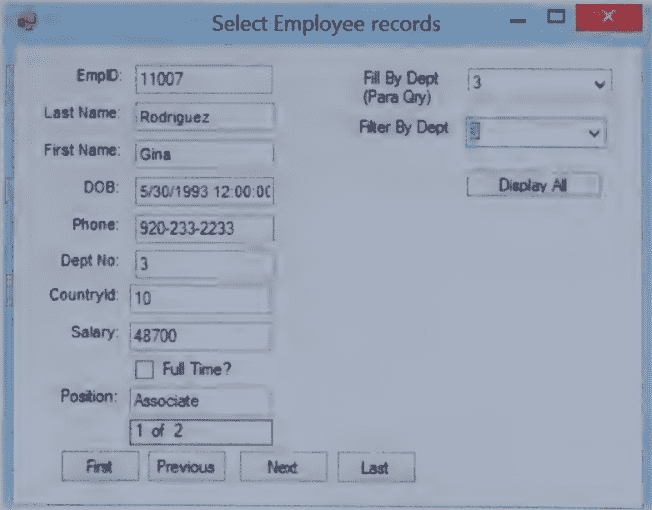 Select Employee records
EmpID: 11007
Last Name: Rodriguez
First Name: Gina
DOB: 5/30/1993 12:00:00
Phone: 920-233-2233
Dept No: 3
CountryId: 10
Salary: 48700
Full Time?
Position: Associate
1 of 2
First Previous Next Last
Fill By Dept 3
(Para Qry)
Filter By Dept
Display All